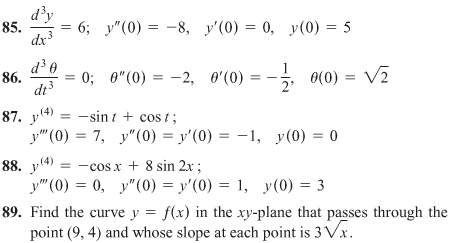 85. d³y/dx³ = 6; y″(0) = −8, y′(0) = 0, y(0) = 5
86. d³θ/dt³ = 0; θ″(0) = −2, θ′(0) = −1/2, θ(0) = √2
87. y⁽⁴⁾ = −sin t + cos t;
y‴(0) = 7, y″(0) = y′(0) = −1, y(0) = 0
88. y⁽⁴⁾ = −cos x + 8 sin 2x;
y‴(0) = 0, y″(0) = y′(0) = 1, y(0) = 3
89. Find the curve y = f(x) in the xy-plane that passes through the
point (9, 4) and whose slope at each point is 3√x.